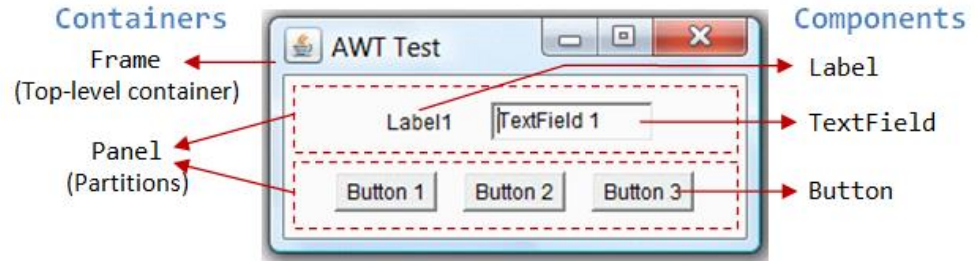 Containers
Components
AWT Test
Frame
(Top-level container)
Label
Label1
TextField 1
TextField
Panel
(Partitions)
Button 1
Button 2
Button 3
Button